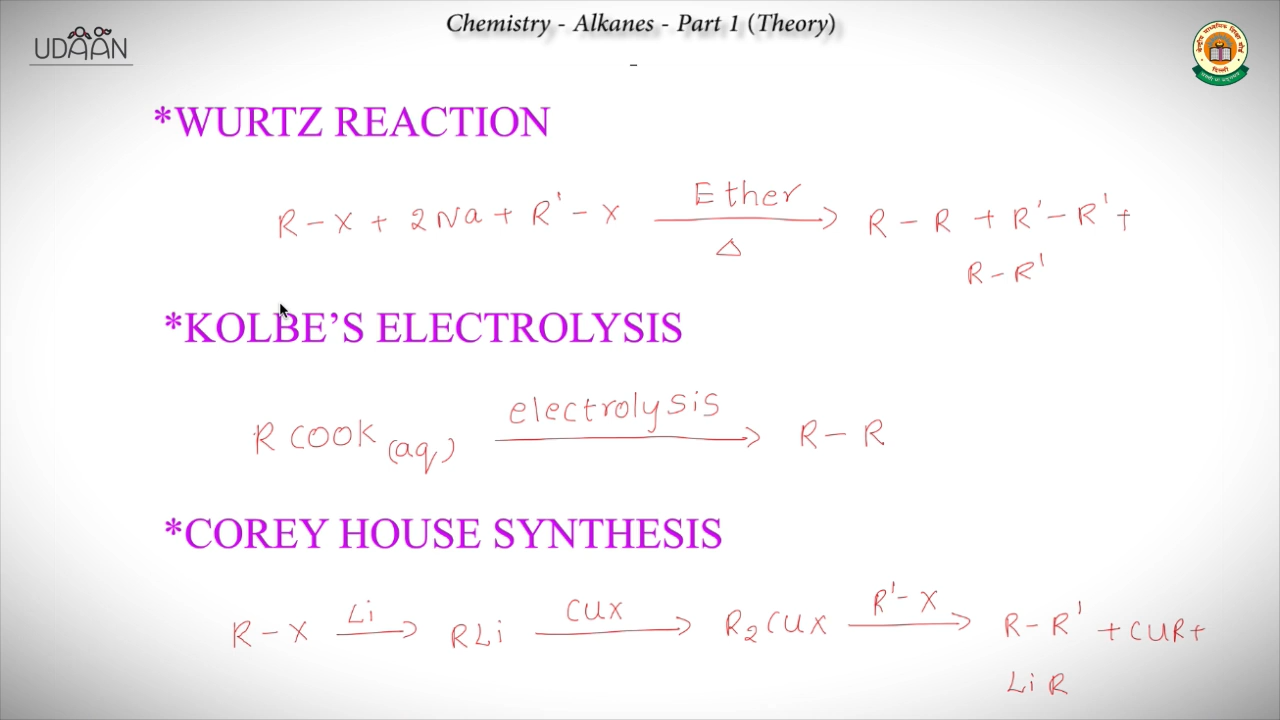 Chemistry - Alkanes - Part 1 (Theory)
UDAAN
-
*WURTZ REACTION
R - X + 2Na + R' - X Ether Δ R - R + R' - R' +
R - R'
*KOLBE'S ELECTROLYSIS
RCOOK (aq) electrolysis R - R
*COREY HOUSE SYNTHESIS
R - X Li RLi CUX R2CUX R' - X R - R' + CUR +
LiR